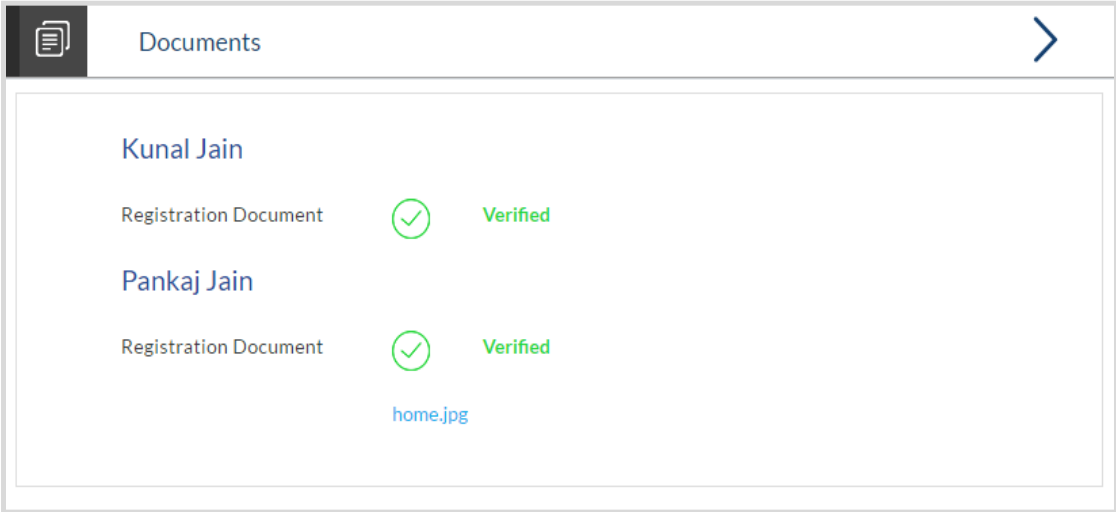 Documents
Kunal Jain
Registration Document Verified
Pankaj Jain
Registration Document Verified
home.jpg